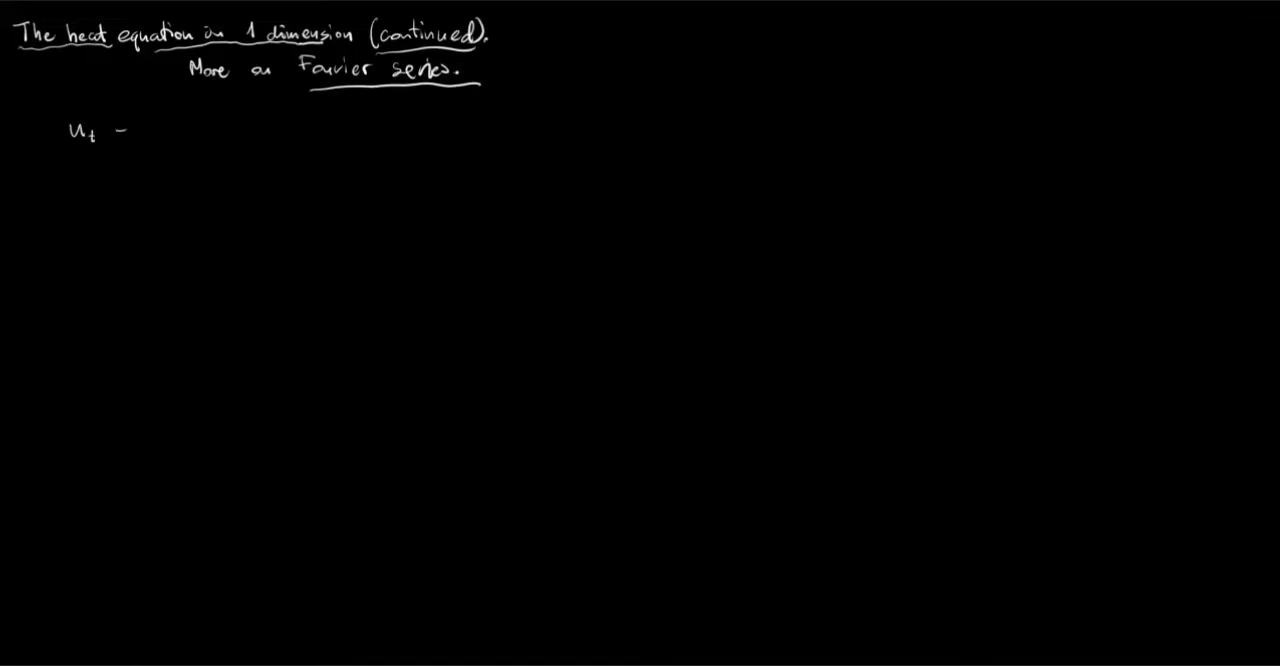 The heat equation in 1 dimension (continued).
More on Fourier series.
u_t -